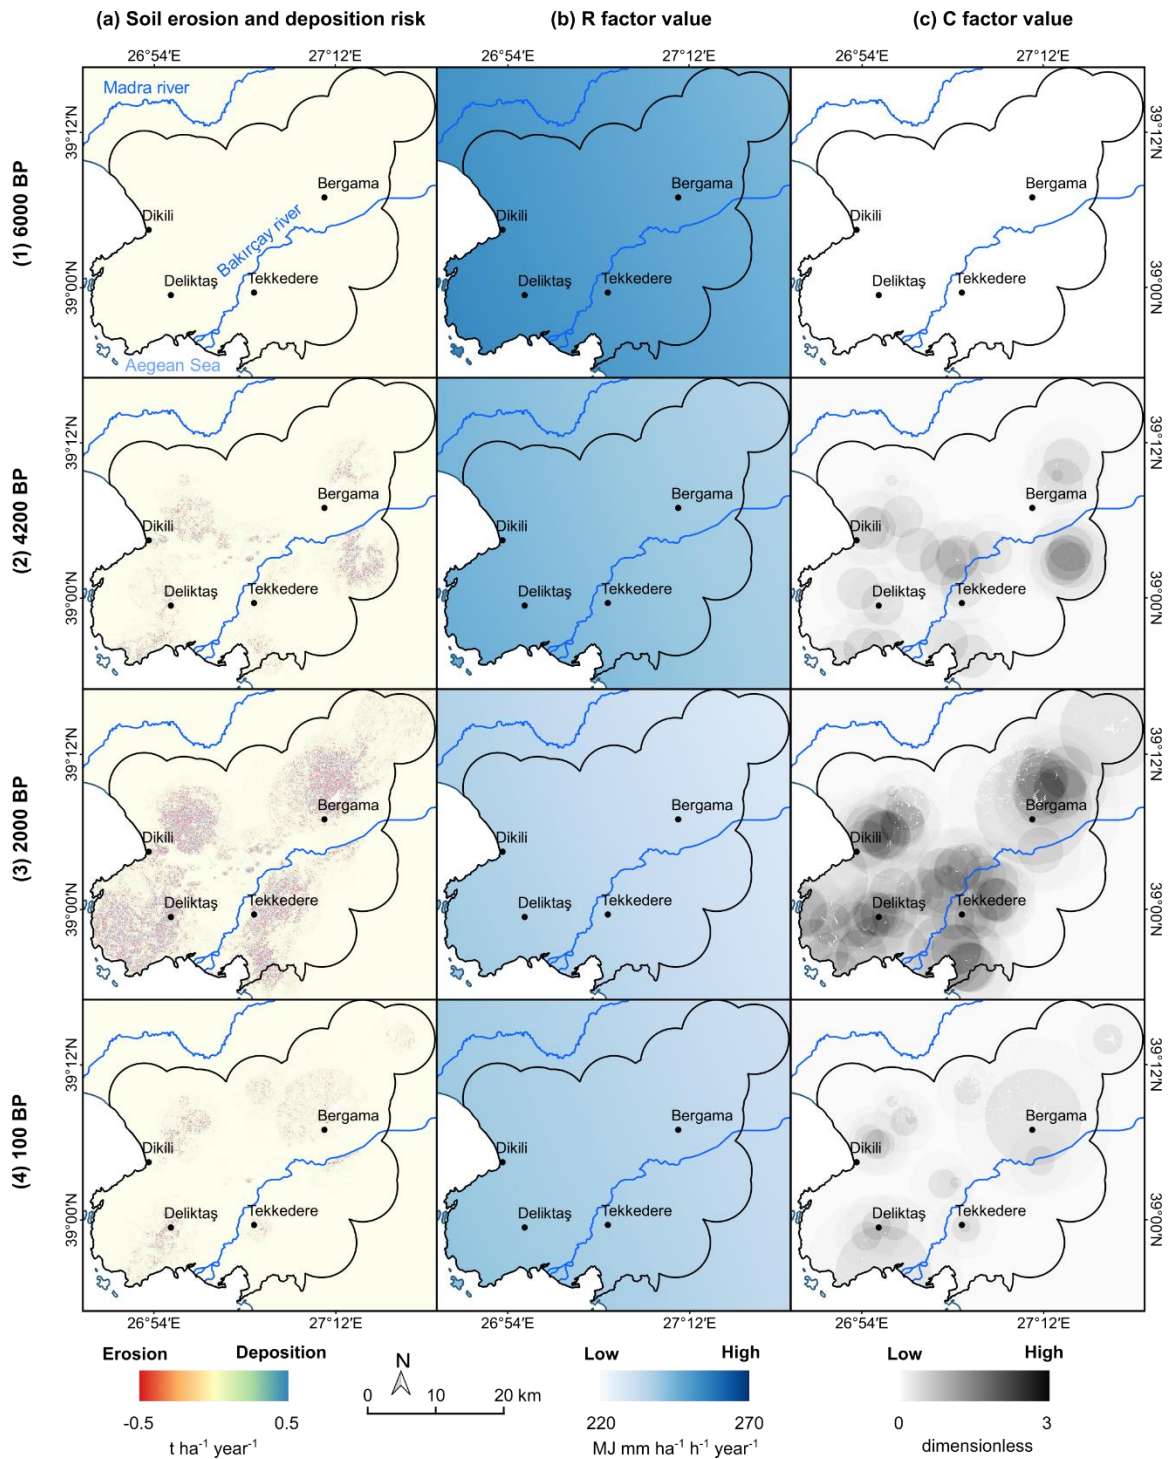 (a) Soil erosion and deposition risk
(b) R factor value
(c) C factor value
26°54′E
27°12′E
26°54′E
27°12′E
26°54′E
27°12′E
(1) 6000 BP
39°12′N
39°00′N
Madra river
Bergama
Dikili
Bakırçay river
Deliktaş
Tekkedere
Aegean Sea
Bergama
Dikili
Deliktaş
Tekkedere
Bergama
Dikili
Deliktaş
Tekkedere
39°12′N
39°00′N
(2) 4200 BP
39°12′N
39°00′N
Bergama
Dikili
Deliktaş
Tekkedere
Bergama
Dikili
Deliktaş
Tekkedere
Bergama
Dikili
Deliktaş
Tekkedere
39°12′N
39°00′N
(3) 2000 BP
39°12′N
39°00′N
Bergama
Dikili
Deliktaş
Tekkedere
Bergama
Dikili
Deliktaş
Tekkedere
Bergama
Dikili
Deliktaş
Tekkedere
39°12′N
39°00′N
(4) 100 BP
39°12′N
39°00′N
Bergama
Dikili
Deliktaş
Tekkedere
Bergama
Dikili
Deliktaş
Tekkedere
Bergama
Dikili
Deliktaş
Tekkedere
39°12′N
39°00′N
26°54′E
27°12′E
26°54′E
27°12′E
26°54′E
27°12′E
Erosion
Deposition
-0.5
0.5
t ha⁻¹ year⁻¹
N
0
10
20 km
Low
High
220
270
MJ mm ha⁻¹ h⁻¹ year⁻¹
Low
High
0
3
dimensionless